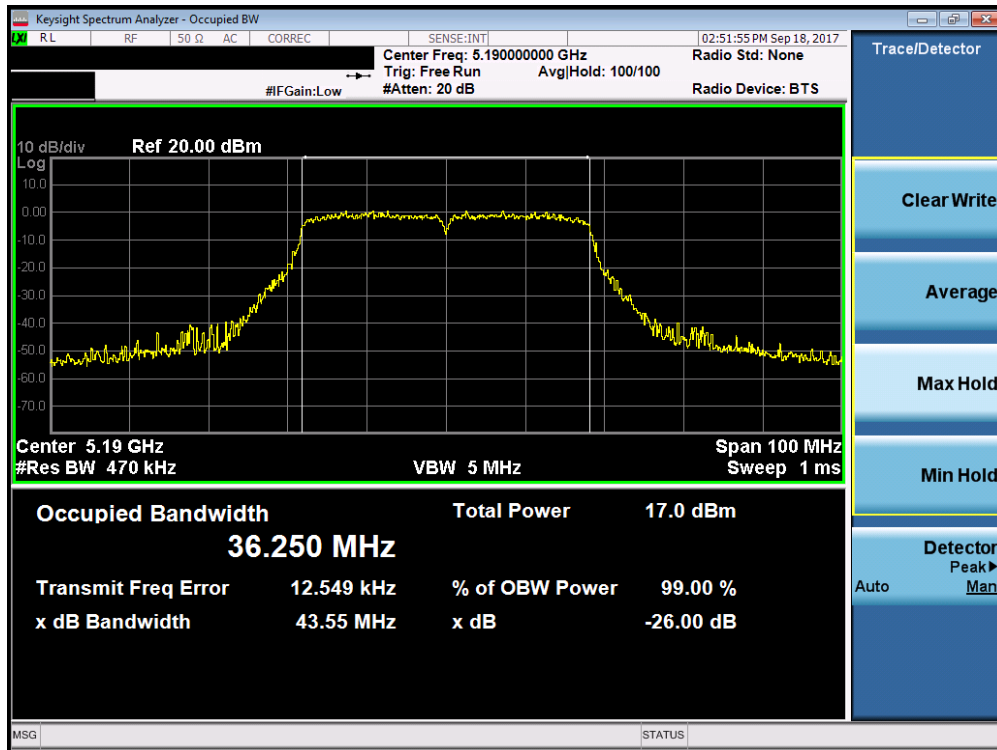 Keysight Spectrum Analyzer - Occupied BW
LXI RL RF 50 Ω AC CORREC SENSE:INT 02:51:55 PM Sep 18, 2017
Center Freq: 5.190000000 GHz Radio Std: None
Trig: Free Run Avg|Hold: 100/100
#IFGain:Low #Atten: 20 dB Radio Device: BTS
Trace/Detector
10 dB/div Ref 20.00 dBm
Log
10.0
0.00
-10.0
-20.0
-30.0
-40.0
-50.0
-60.0
-70.0
Center 5.19 GHz Span 100 MHz
#Res BW 470 kHz VBW 5 MHz Sweep 1 ms
Occupied Bandwidth Total Power 17.0 dBm
36.250 MHz
Transmit Freq Error 12.549 kHz % of OBW Power 99.00 %
x dB Bandwidth 43.55 MHz x dB -26.00 dB
Clear Write
Average
Max Hold
Min Hold
Detector
Peak▶
Auto Man
MSG STATUS